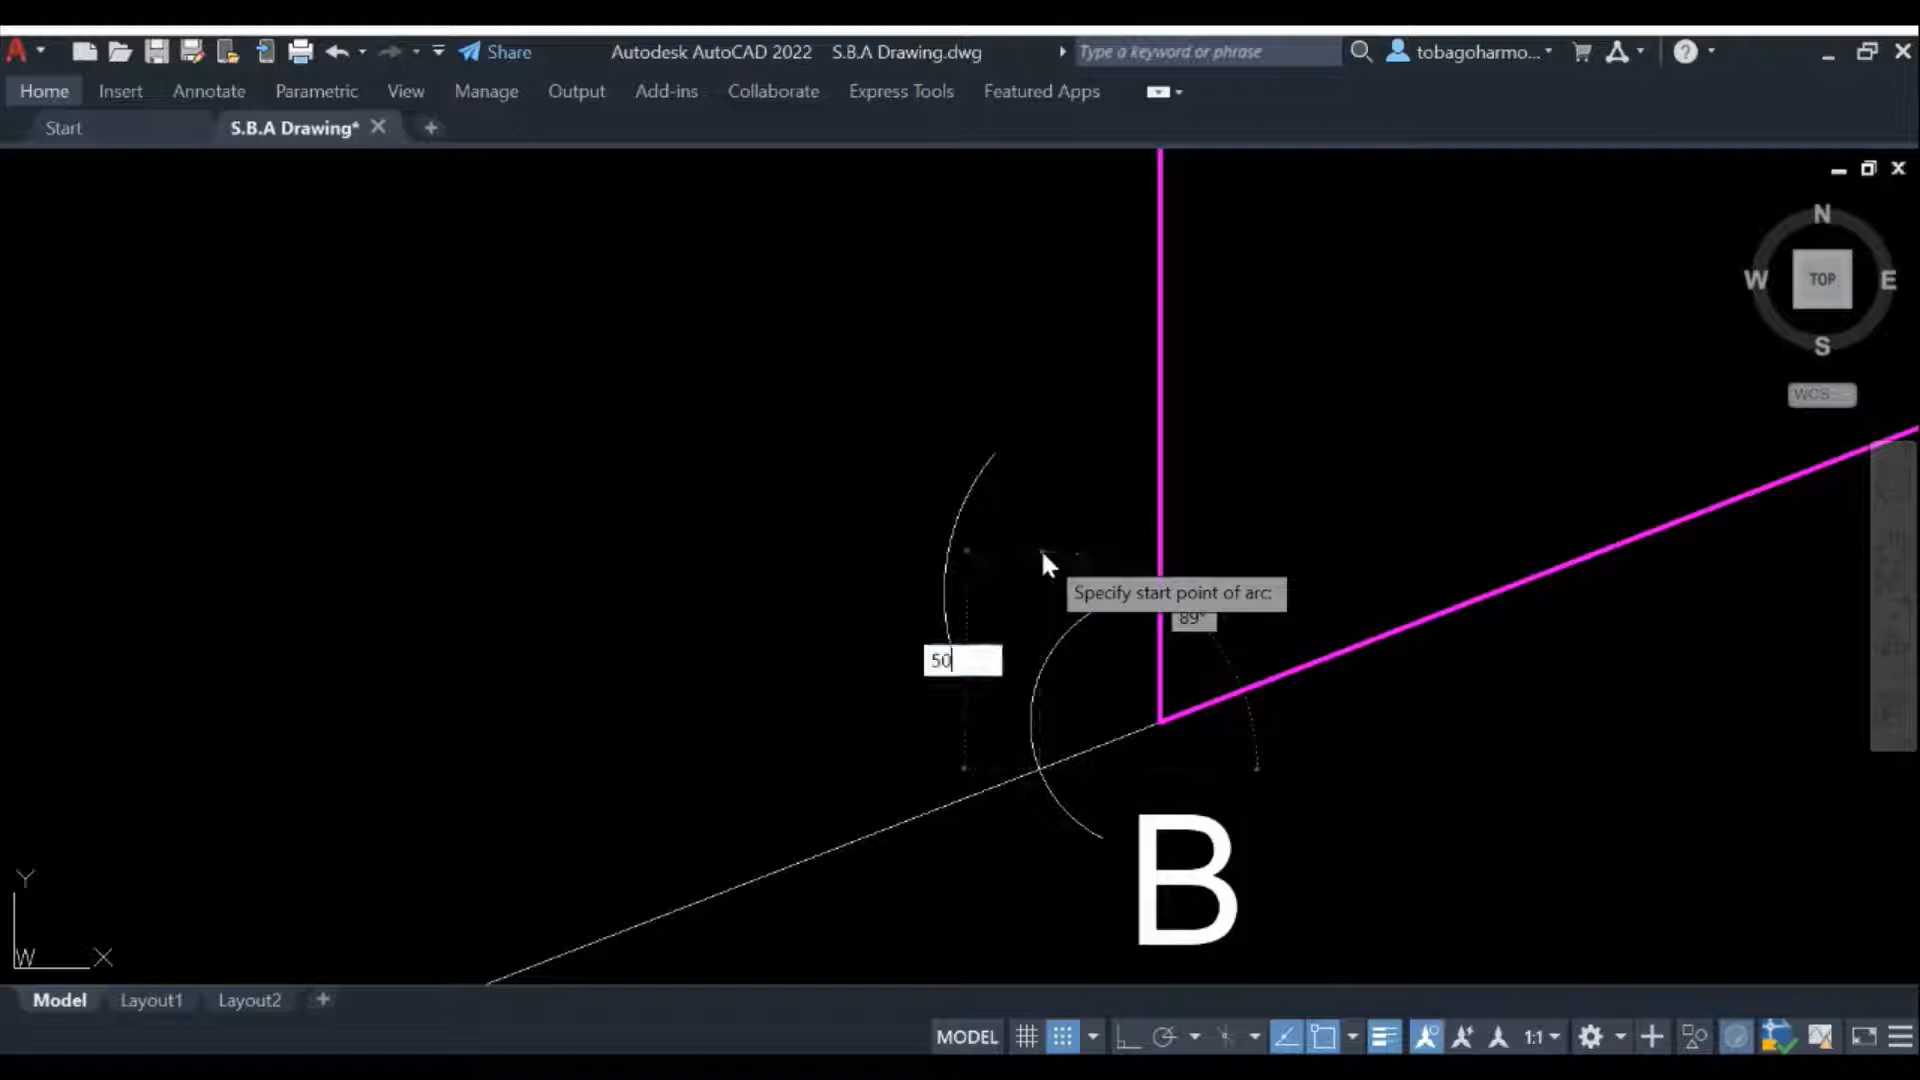 A Share Autodesk AutoCAD 2022 S.B.A Drawing.dwg Type a keyword or phrase tobagoharmo... ?
Home Insert Annotate Parametric View Manage Output Add-ins Collaborate Express Tools Featured Apps
Start S.B.A Drawing* +
N
W TOP E
S
WCS
Specify start point of arc:
89°
50
B
Y
W X
Model Layout1 Layout2 +
MODEL 1:1